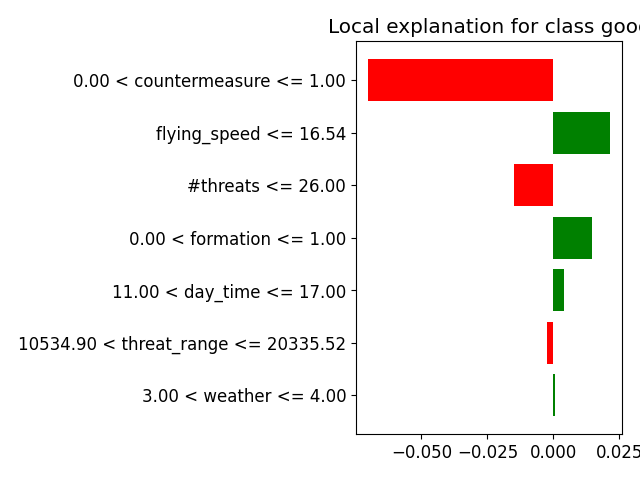 Local explanation for class good
0.00 < countermeasure <= 1.00
flying_speed <= 16.54
#threats <= 26.00
0.00 < formation <= 1.00
11.00 < day_time <= 17.00
10534.90 < threat_range <= 20335.52
3.00 < weather <= 4.00
−0.050 −0.025 0.000 0.025